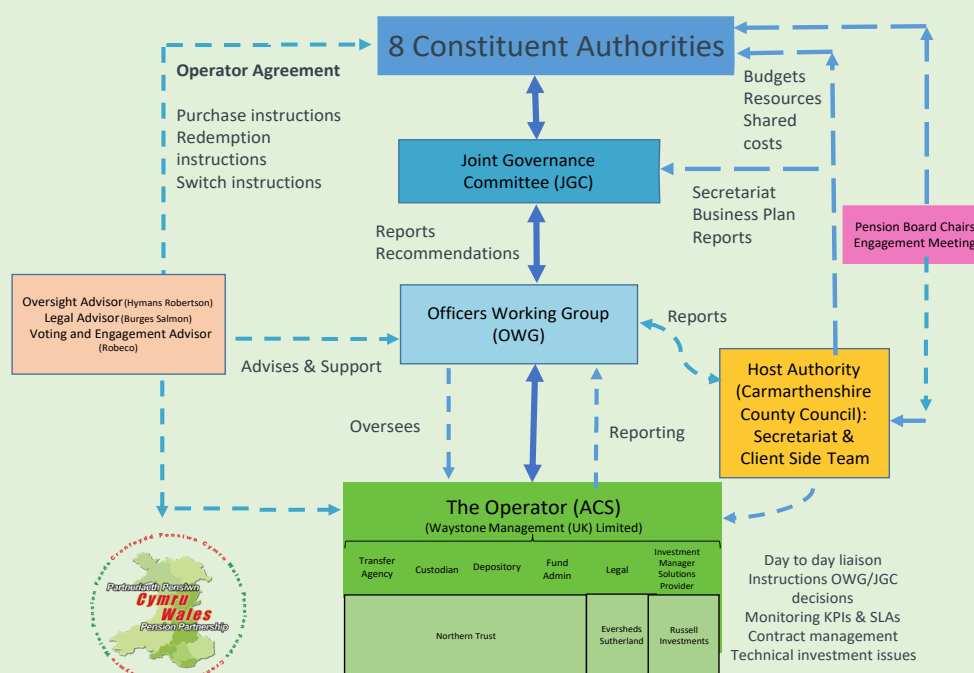 8 Constituent Authorities
Operator Agreement
Purchase instructions
Redemption
instructions
Switch instructions
Budgets
Resources
Shared
costs
Joint Governance
Committee (JGC)
Secretariat
Business Plan
Reports
Pension Board Chairs
Engagement Meeting
Reports
Recommendations
Oversight Advisor (Hymans Robertson)
Legal Advisor (Burges Salmon)
Voting and Engagement Advisor
(Robeco)
Officers Working Group
(OWG)
Reports
Advises & Support
Host Authority
(Carmarthenshire
County Council):
Secretariat &
Client Side Team
Oversees
Reporting
The Operator (ACS)
(Waystone Management (UK) Limited)
Transfer
Agency
Custodian
Depository
Fund
Admin
Legal
Investment
Manager
Solutions
Provider
Northern Trust
Eversheds
Sutherland
Russell
Investments
Day to day liaison
Instructions OWG/JGC
decisions
Monitoring KPIs & SLAs
Contract management
Technical investment issues
Partneriaeth Pensiwn
Cymru
Wales
Pension Partnership